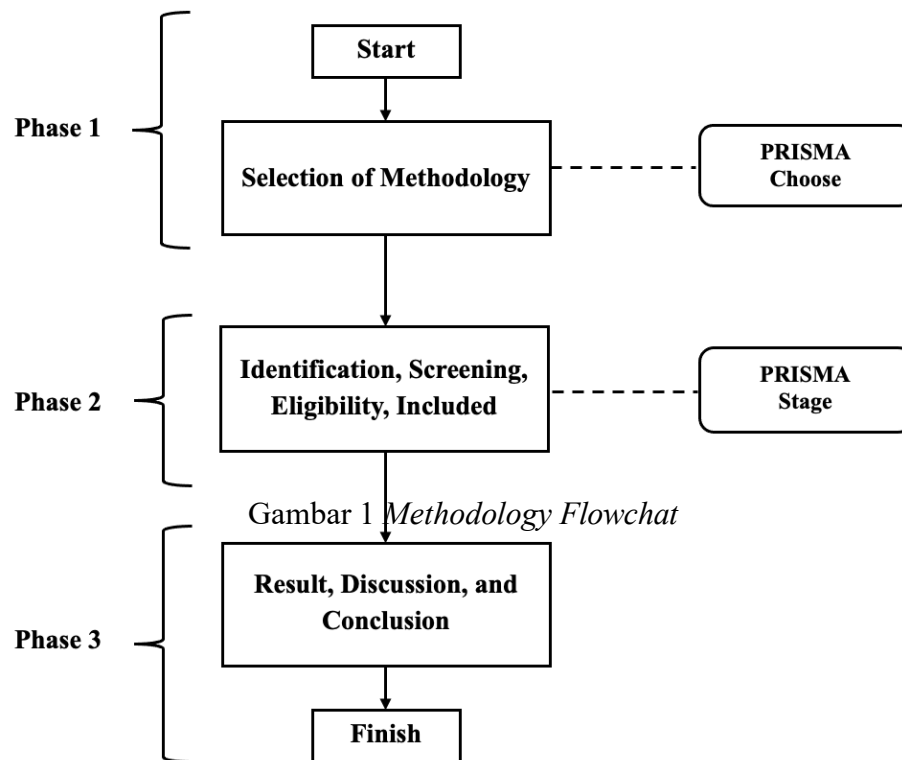 Start
Phase 1
Selection of Methodology
PRISMA
Choose
Identification, Screening,
Eligibility, Included
Phase 2
PRISMA
Stage
Gambar 1 Methodology Flowchat
Result, Discussion, and
Conclusion
Phase 3
Finish